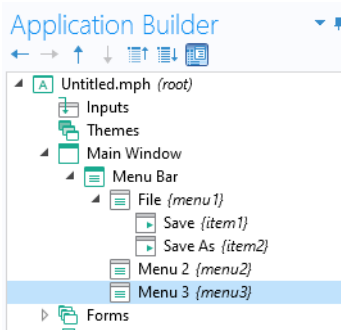 Application Builder
Untitled.mph (root)
Inputs
Themes
Main Window
Menu Bar
File {menu1}
Save {item1}
Save As {item2}
Menu 2 {menu2}
Menu 3 {menu3}
Forms